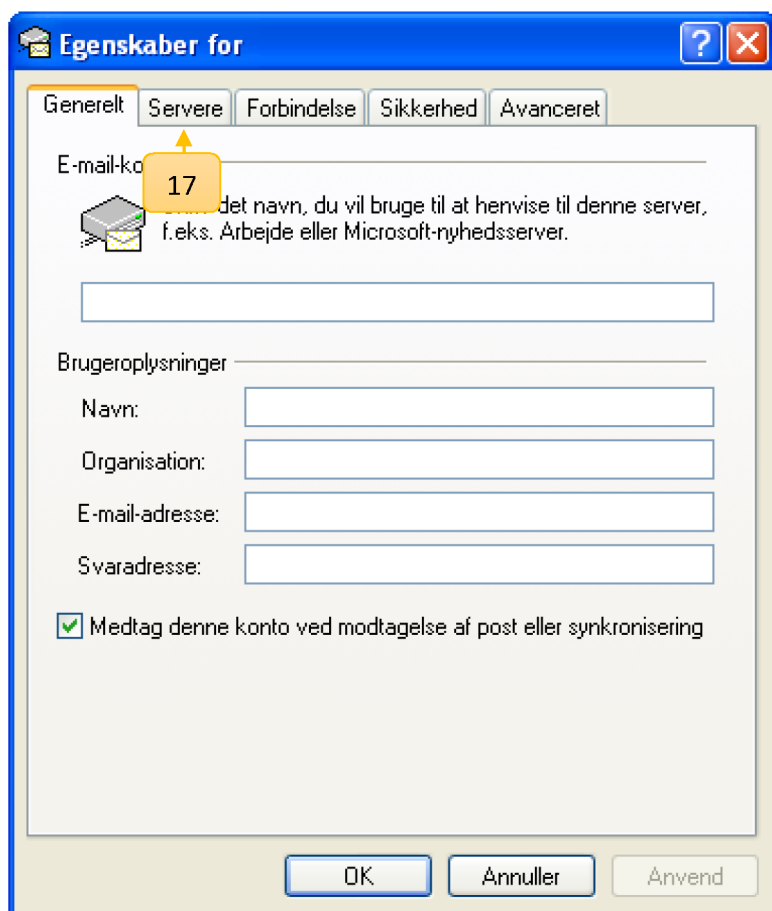 Egenskaber for
Generelt Servere Forbindelse Sikkerhed Avanceret
E-mail-ko
17
det navn, du vil bruge til at henvise til denne server,
f.eks. Arbejde eller Microsoft-nyhedsserver.
Brugeroplysninger
Navn:
Organisation:
E-mail-adresse:
Svaradresse:
Medtag denne konto ved modtagelse af post eller synkronisering
OK Annuller Anvend